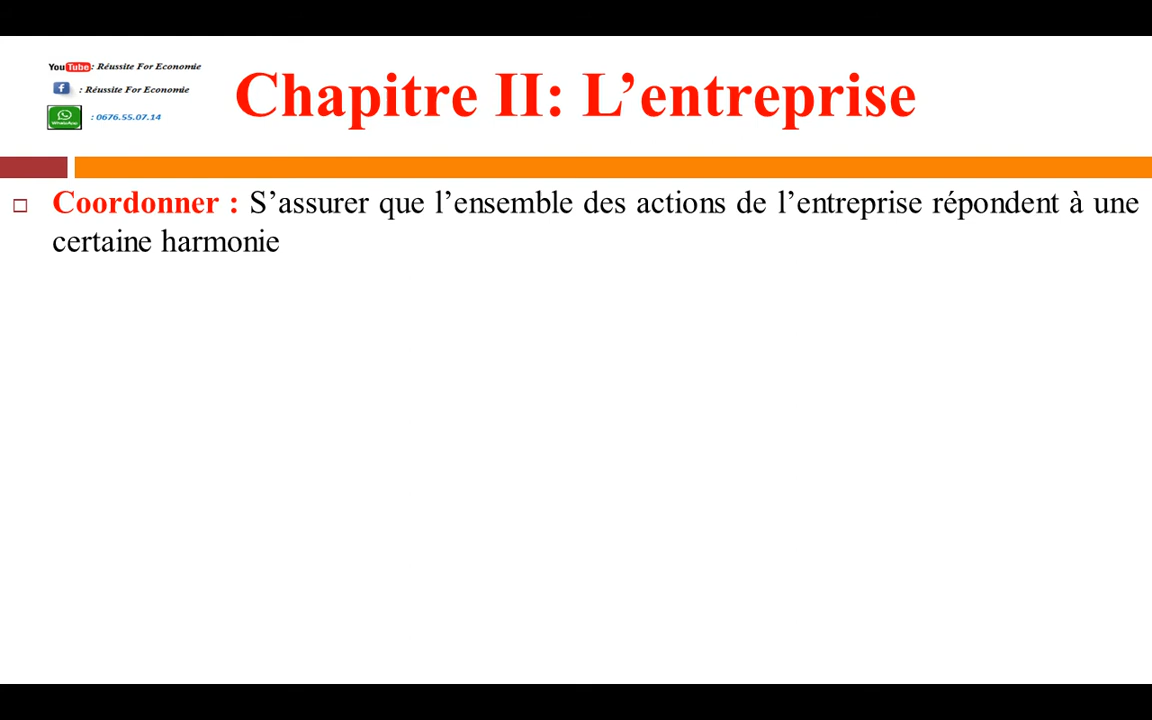 YouTube : Réussite For Economie
: Réussite For Economie
WhatsApp : 0676.55.07.14
Chapitre II: L’entreprise
Coordonner : S’assurer que l’ensemble des actions de l’entreprise répondent à une
certaine harmonie